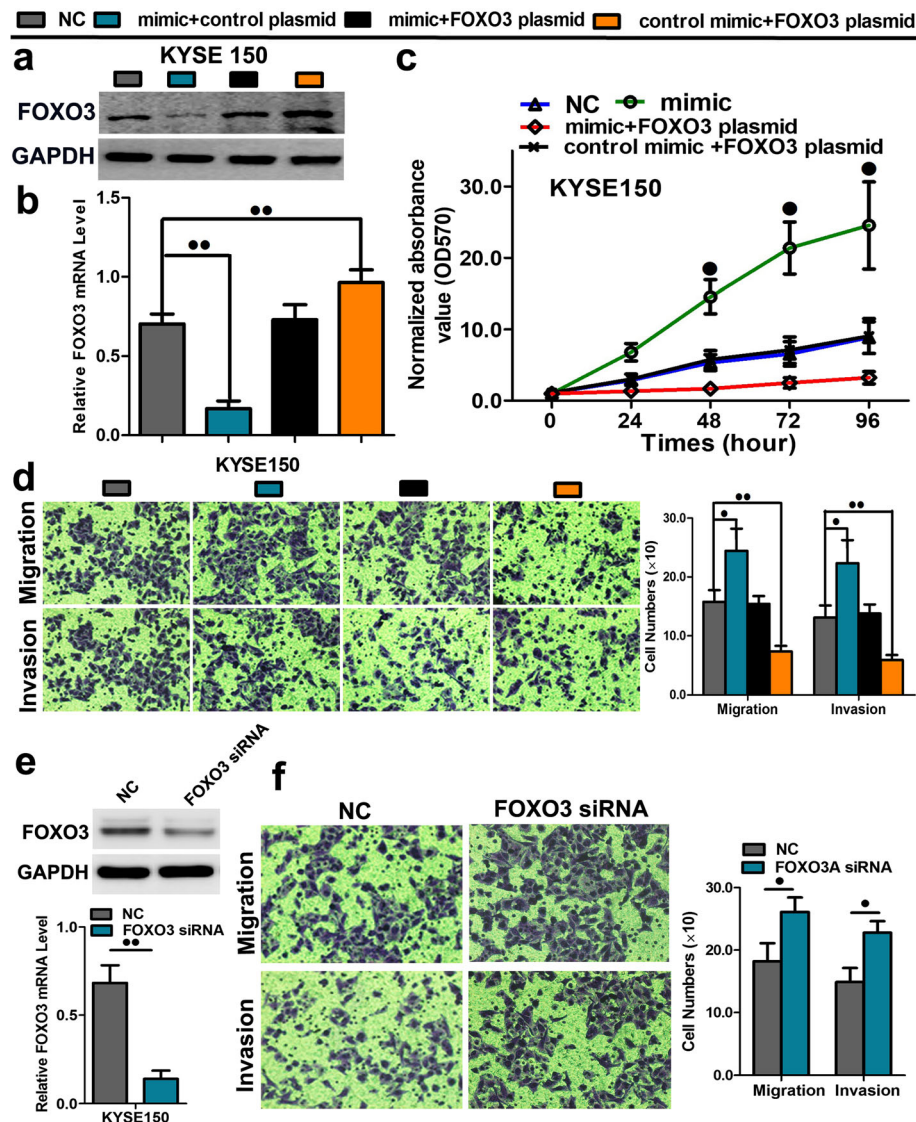 NC mimic+control plasmid mimic+FOXO3 plasmid control mimic+FOXO3 plasmid
a
KYSE 150
FOXO3
GAPDH
b
Relative FOXO3 mRNA Level
1.5
1.0
0.5
0.0
KYSE150
c
NC mimic
mimic+FOXO3 plasmid
control mimic +FOXO3 plasmid
KYSE150
Normalized absorbance
value (OD570)
30.0
20.0
10.0
0.0
0 24 48 72 96
Times (hour)
d
Migration
Invasion
Cell Numbers (×10)
30.0
20.0
10.0
0.0
Migration Invasion
e
NC FOXO3 siRNA
FOXO3
GAPDH
NC
FOXO3 siRNA
Relative FOXO3 mRNA Level
1.0
0.5
0.0
KYSE150
f
NC FOXO3 siRNA
Migration
Invasion
NC
FOXO3A siRNA
Cell Numbers (×10)
30.0
20.0
10.0
0.0
Migration Invasion